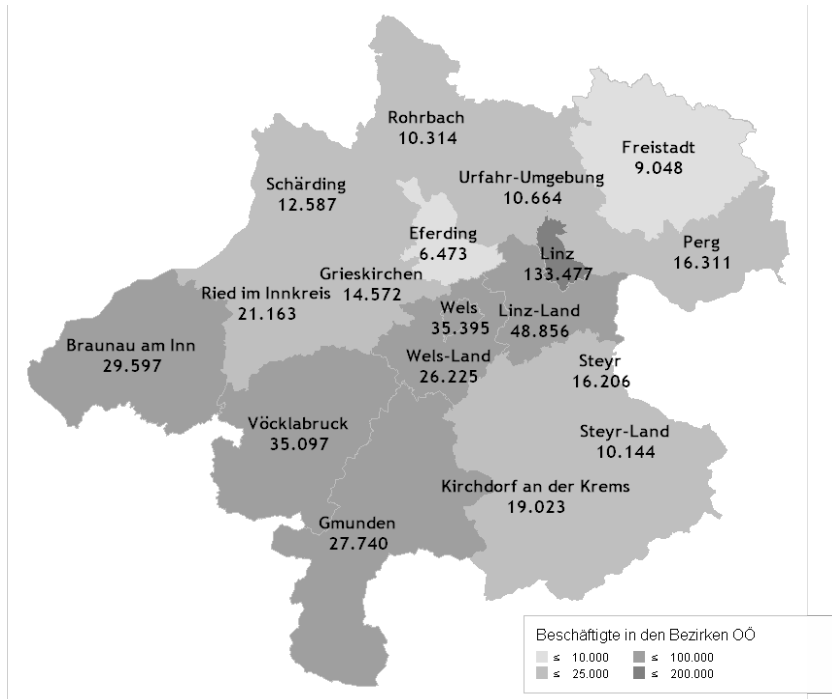 Rohrbach
10.314
Freistadt
9.048
Schärding
12.587
Urfahr-Umgebung
10.664
Eferding
6.473
Linz
133.477
Perg
16.311
Grieskirchen
14.572
Ried im Innkreis
21.163
Wels
35.395
Linz-Land
48.856
Braunau am Inn
29.597
Wels-Land
26.225
Steyr
16.206
Vöcklabruck
35.097
Steyr-Land
10.144
Kirchdorf an der Krems
19.023
Gmunden
27.740
Beschäftigte in den Bezirken OÖ
≤ 10.000 ≤ 100.000
≤ 25.000 ≤ 200.000